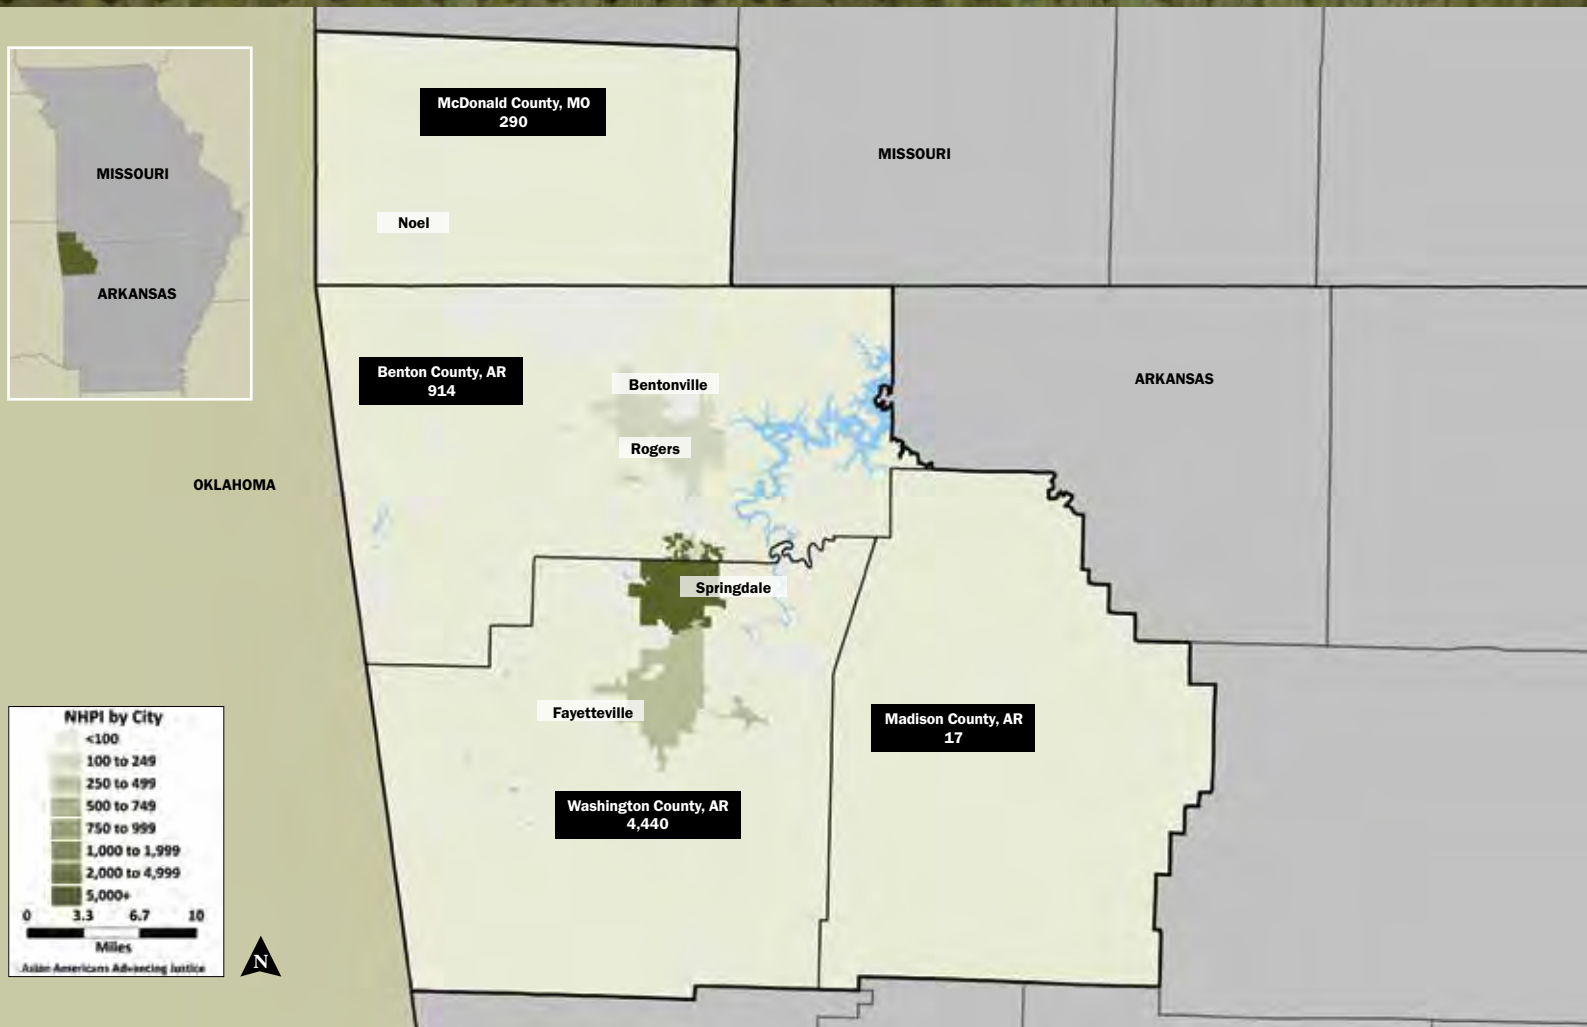 McDonald County, MO
290
MISSOURI
MISSOURI
Noel
ARKANSAS
Benton County, AR
914
Bentonville
ARKANSAS
Rogers
OKLAHOMA
Springdale
Fayetteville
Madison County, AR
17
Washington County, AR
4,440
NHPI by City
<100
100 to 249
250 to 499
500 to 749
750 to 999
1,000 to 1,999
2,000 to 4,999
5,000+
0 3.3 6.7 10
Miles
Asian Americans Advancing Justice
N